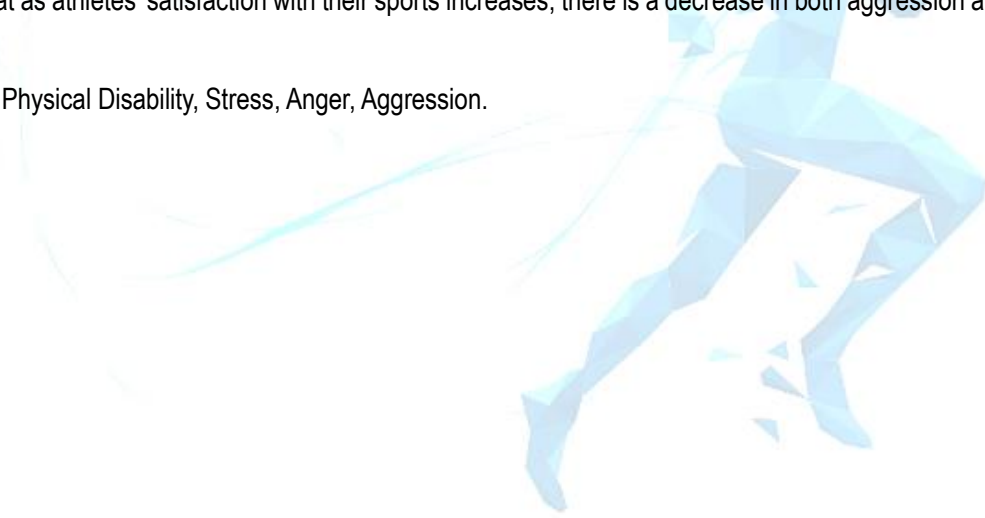 at as athletes' satisfaction with their sports increases, there is a decrease in both aggression a
Physical Disability, Stress, Anger, Aggression.